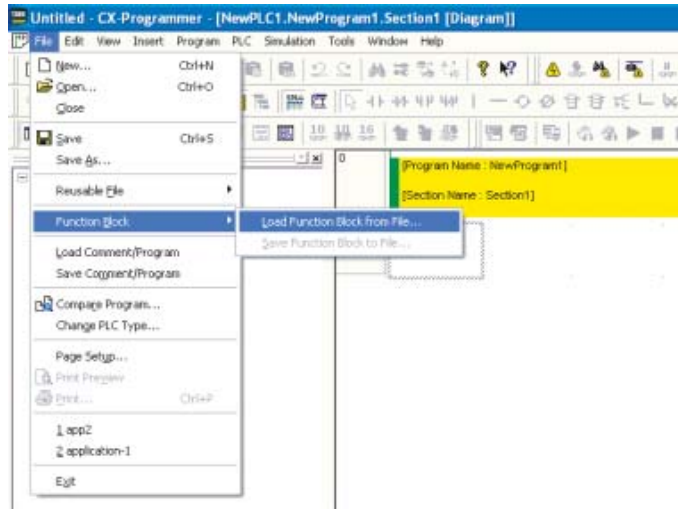 Untitled - CX-Programmer - [NewPLC1.NewProgram1.Section1 [Diagram]]
File Edit View Insert Program PLC Simulation Tools Window Help
New... Ctrl+N
Open... Ctrl+O
Close
Save Ctrl+S
Save As...
Reusable File
Function Block
Load Function Block from File...
Save Function Block to File...
Load Comment/Program
Save Comment/Program
Compare Program...
Change PLC Type...
Page Setup...
Print Preview
Print... Ctrl+P
1 app2
2 application-1
Exit
0
[Program Name : NewProgram1]
[Section Name : Section1]
10 10 16